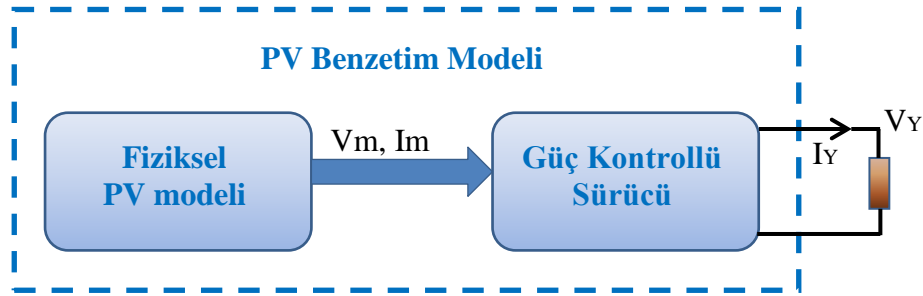 PV Benzetim Modeli
Fiziksel
PV modeli
Vm, Im
Güç Kontrollü
Sürücü
VY
IY